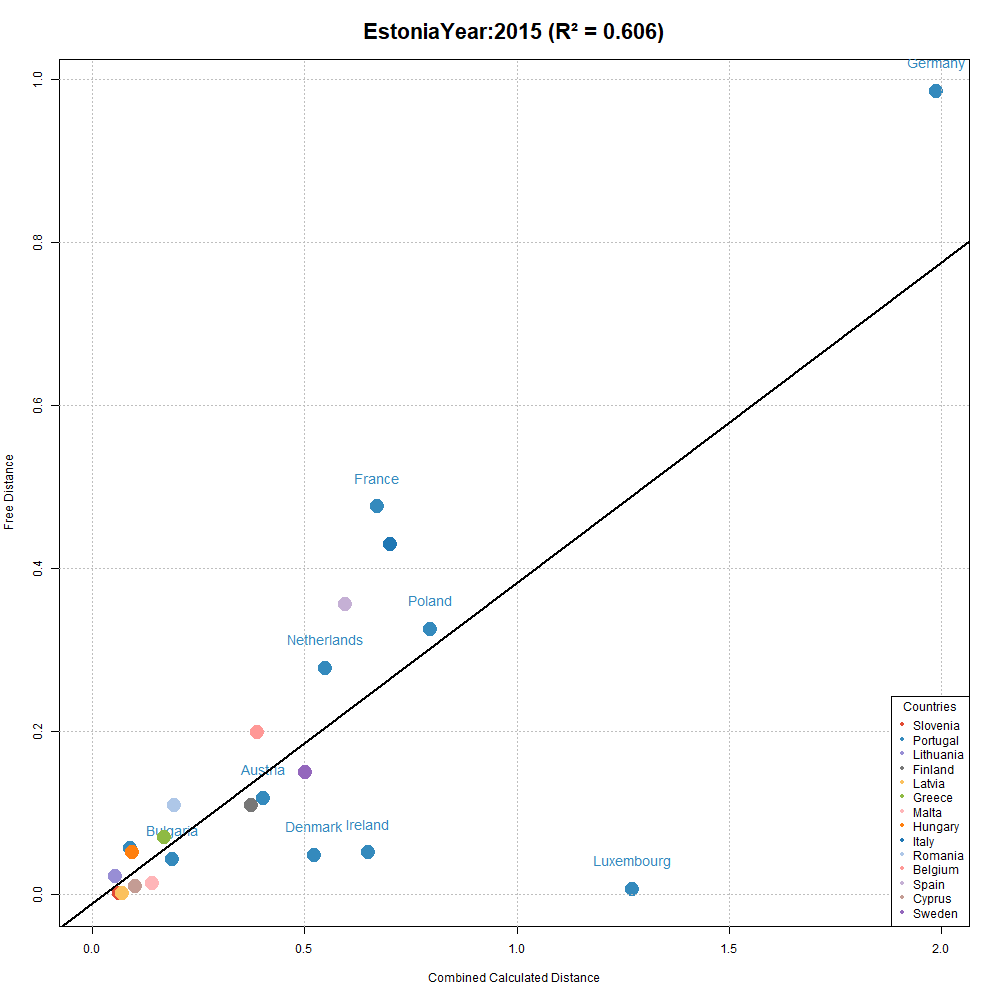 EstoniaYear:2015 (R² = 0.606)
Germany
France
Poland
Netherlands
Austria
Bulgaria
Denmark
Ireland
Luxembourg
1.0
0.8
0.6
0.4
0.2
0.0
Free Distance
0.0 0.5 1.0 1.5 2.0
Combined Calculated Distance
Countries
Slovenia
Portugal
Lithuania
Finland
Latvia
Greece
Malta
Hungary
Italy
Romania
Belgium
Spain
Cyprus
Sweden